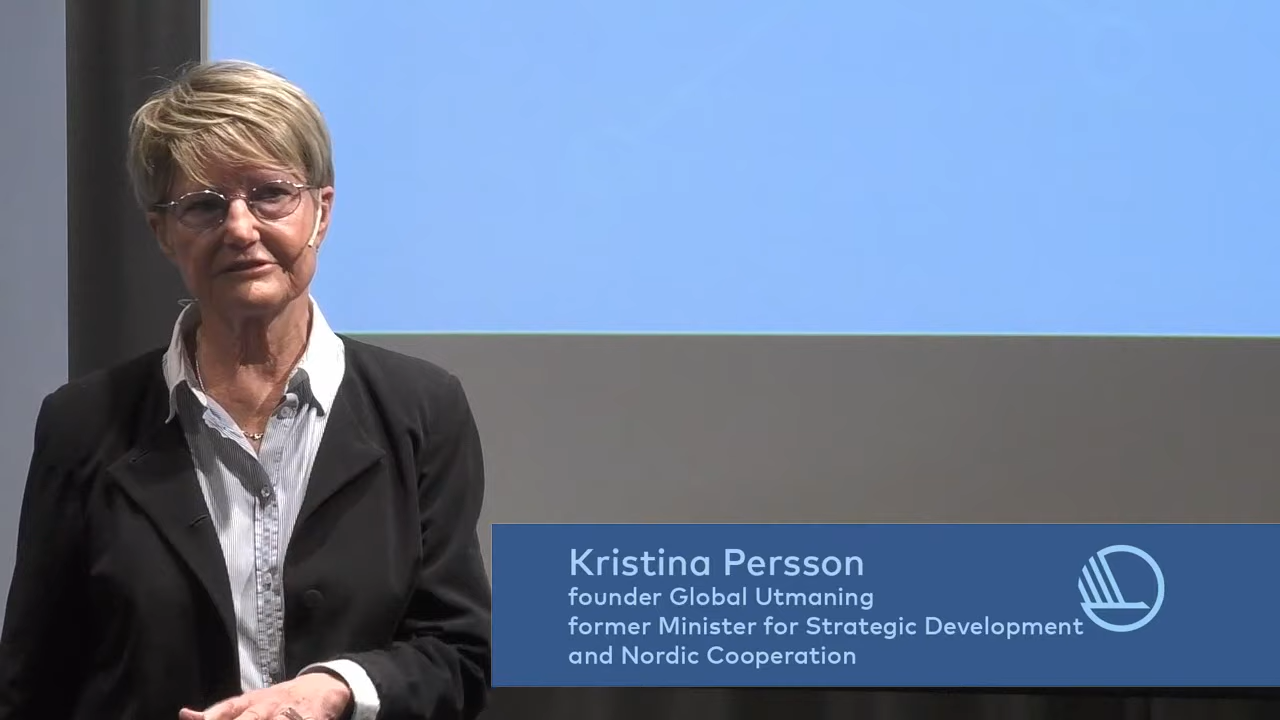 Kristina Persson
founder Global Utmaning
former Minister for Strategic Development
and Nordic Cooperation